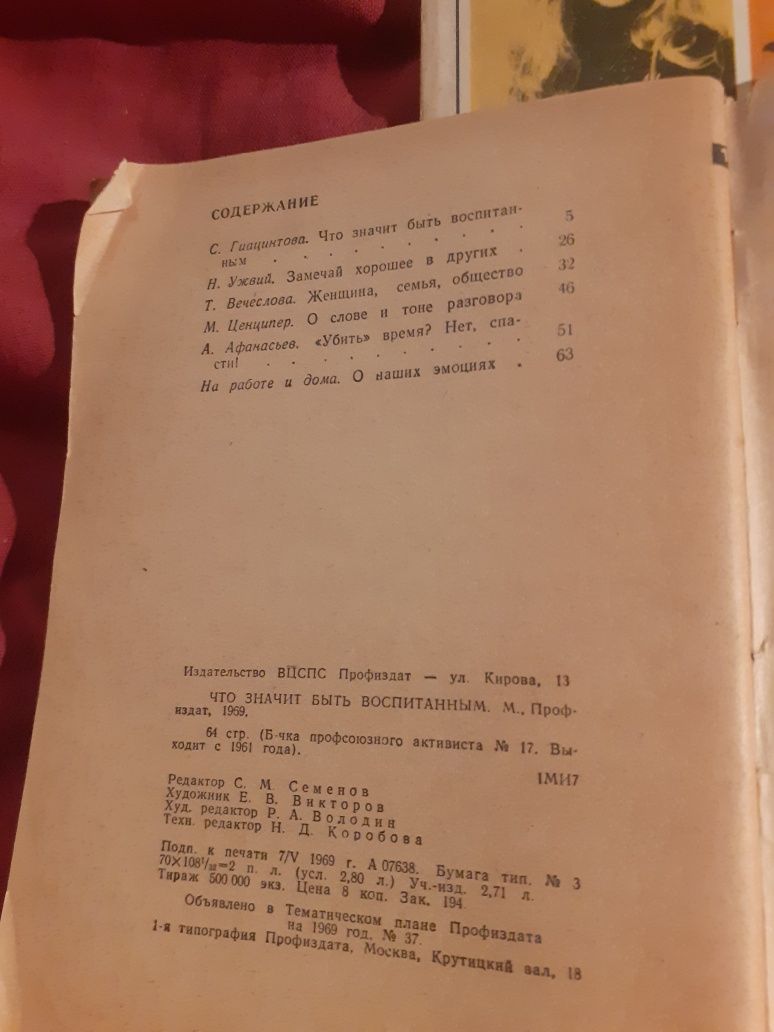 СОДЕРЖАНИЕ
С. Гиацинтова. Что значит быть воспитан-
ным . . . . . . . . 5
Н. Ужвий. Замечай хорошее в других . 26
Т. Вечеслова. Женщина, семья, общество 32
М. Ценципер. О слове и тоне разговора 46
А. Афанасьев. «Убить» время? Нет, спа-
сти! . . . . . . . . . 51
На работе и дома. О наших эмоциях . 63
Издательство ВЦСПС Профиздат — ул. Кирова, 13
ЧТО ЗНАЧИТ БЫТЬ ВОСПИТАННЫМ. М., Проф-
издат, 1969.
64 стр. (Б-чка профсоюзного активиста № 17. Вы-
ходит с 1961 года).
1МИ7
Редактор С. М. Семенов
Художник Е. В. Викторов
Худ. редактор Р. А. Володин
Техн. редактор Н. Д. Коробова
Подп. к печати 7/V 1969 г. А 07638. Бумага тип. № 3
70×108¹/₃₂=2 п. л. (усл. 2,80 л.) Уч.-изд. 2,71 л.
Тираж 500 000 экз. Цена 8 коп. Зак. 194.
Объявлено в Тематическом плане Профиздата
на 1969 год, № 37.
1-я типография Профиздата, Москва, Крутицкий вал, 18